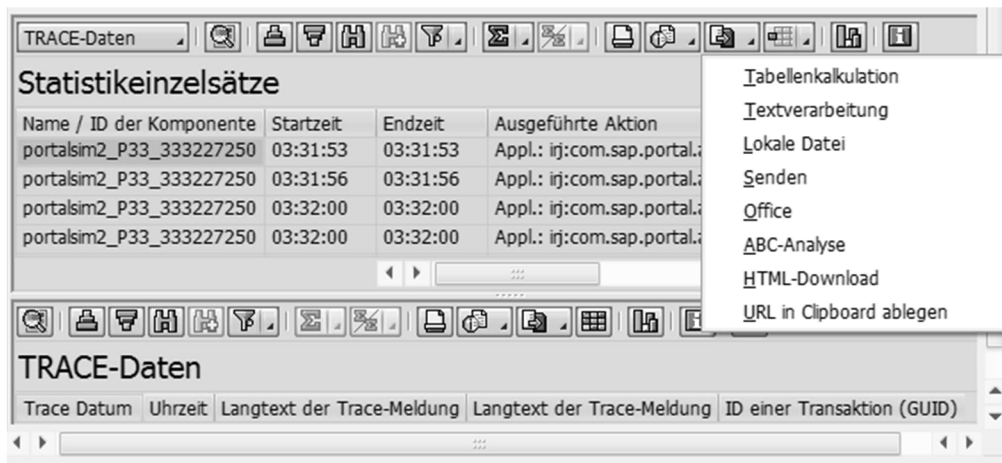 TRACE-Daten
Statistikeinzelsätze
Name / ID der Komponente Startzeit Endzeit Ausgeführte Aktion
portalsim2_P33_333227250 03:31:53 03:31:53 Appl.: irj:com.sap.portal.
portalsim2_P33_333227250 03:31:56 03:31:56 Appl.: irj:com.sap.portal.
portalsim2_P33_333227250 03:32:00 03:32:00 Appl.: irj:com.sap.portal.
portalsim2_P33_333227250 03:32:00 03:32:00 Appl.: irj:com.sap.portal.
Tabellenkalkulation
Textverarbeitung
Lokale Datei
Senden
Office
ABC-Analyse
HTML-Download
URL in Clipboard ablegen
TRACE-Daten
Trace Datum Uhrzeit Langtext der Trace-Meldung Langtext der Trace-Meldung ID einer Transaktion (GUID)